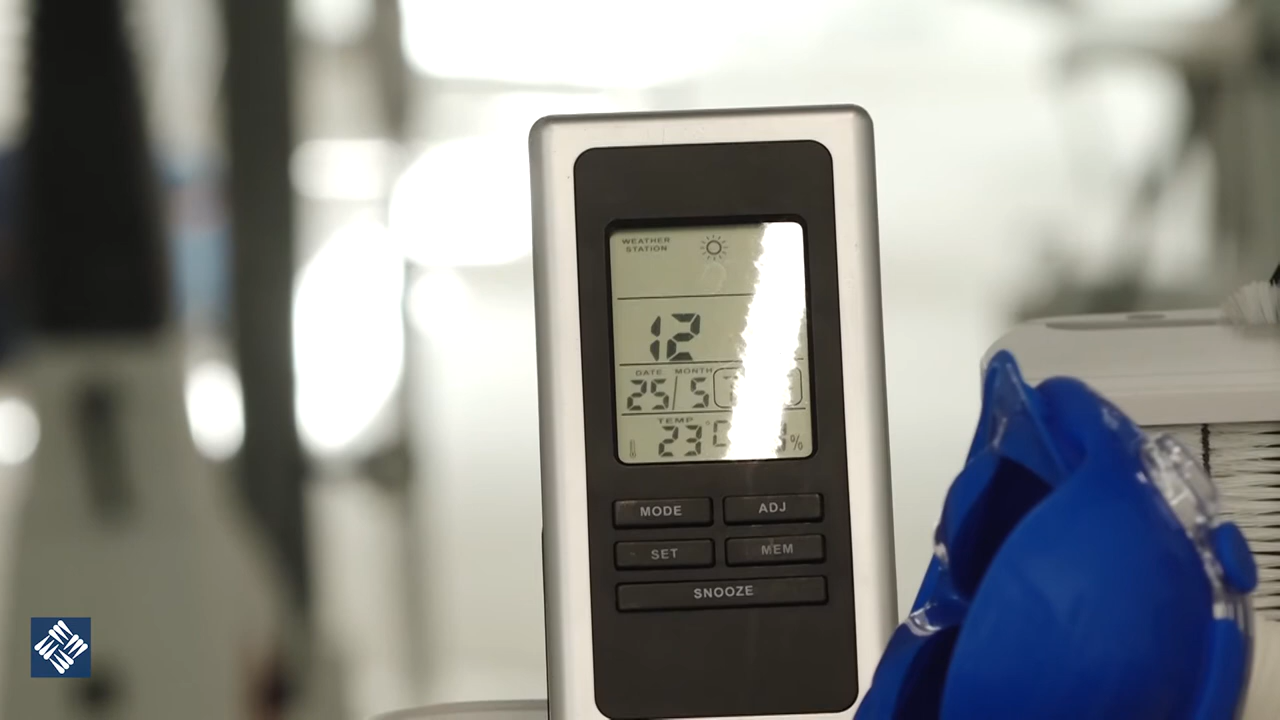 WEATHER
STATION
12
DATE MONTH
25/5
TEMP
23°C %
MODE ADJ
SET MEM
SNOOZE